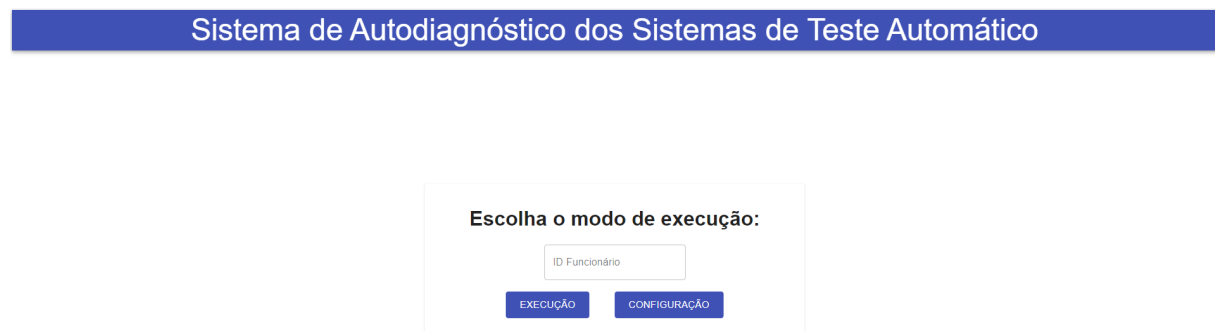 Sistema de Autodiagnóstico dos Sistemas de Teste Automático
Escolha o modo de execução:
ID Funcionário
EXECUÇÃO CONFIGURAÇÃO